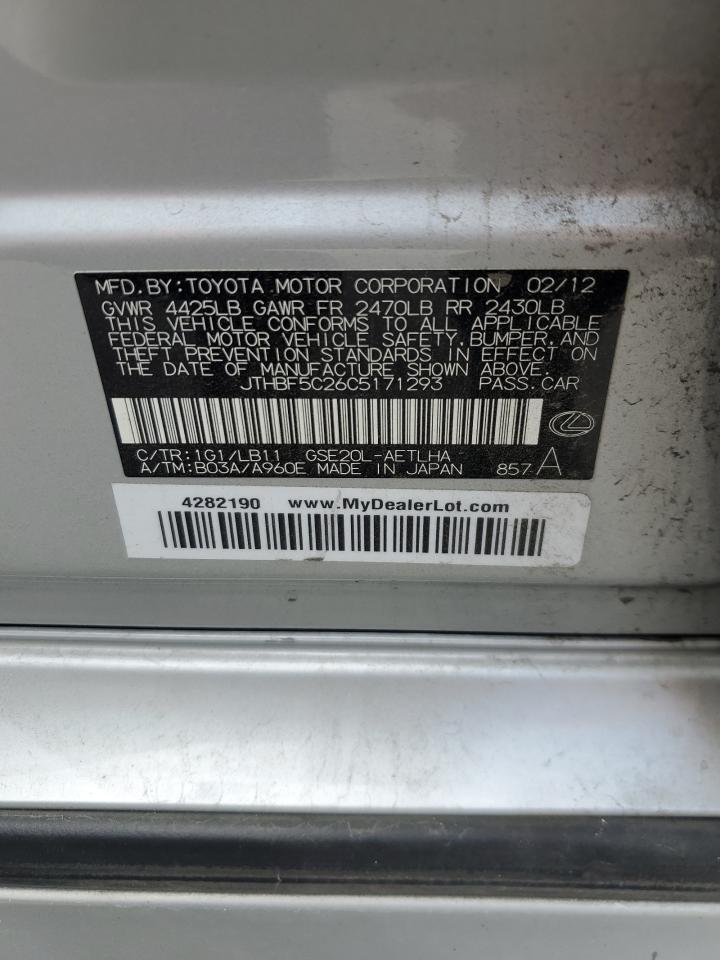 MFD.BY:TOYOTA MOTOR CORPORATION 02/12
GVWR 4425LB GAWR FR 2470LB RR 2430LB
THIS VEHICLE CONFORMS TO ALL APPLICABLE
FEDERAL MOTOR VEHICLE SAFETY,BUMPER,AND
THEFT PREVENTION STANDARDS IN EFFECT ON
THE DATE OF MANUFACTURE SHOWN ABOVE.
JTHBF5C26C5171293 PASS.CAR
C/TR:1G1/LB11 GSE20L-AETLHA
A/TM:B03A/A960E MADE IN JAPAN 857 A
4282190 www.MyDealerLot.com